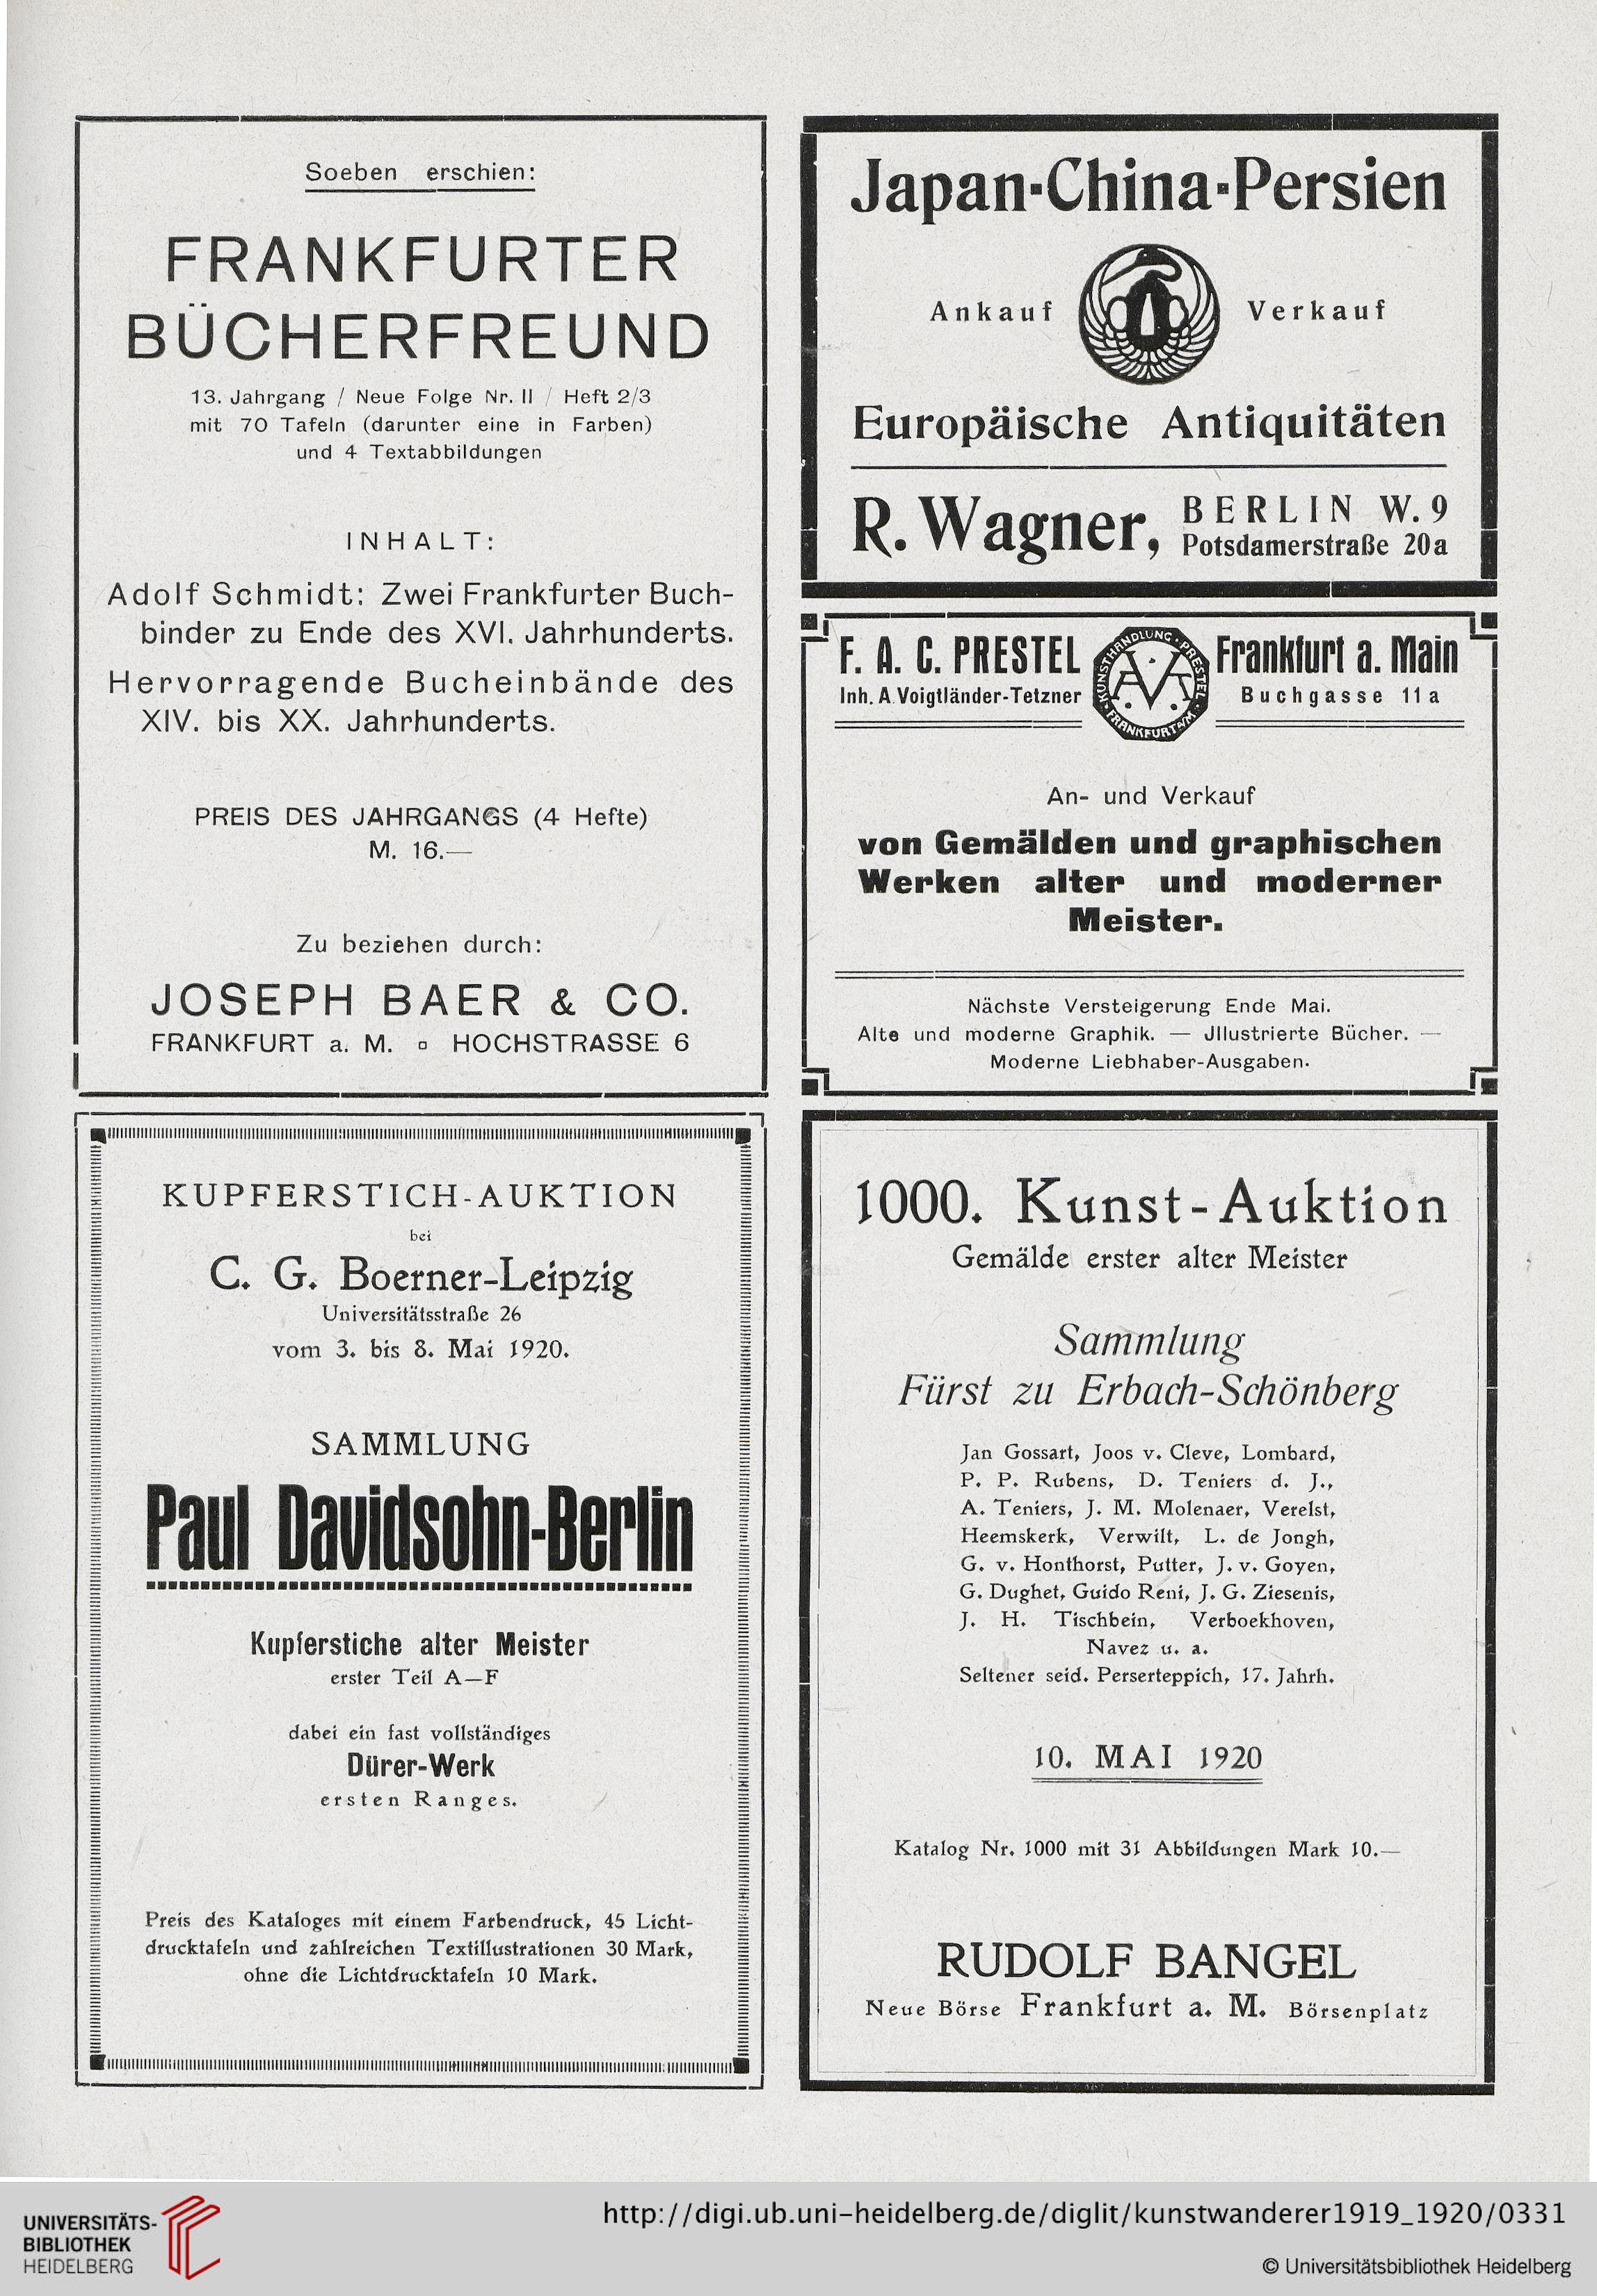 Soeben erschien:
FRANKFURTER
BÜCHERFREUND
13. Jahrgang / Neue Folge Nr. II / Heft 2/3
mit 70 Tafeln (darunter eine in Farben)
und 4 Textabbildungen
INHALT:
Adolf Schmidt: Zwei Frankfurter Buch-
binder zu Ende des XVI. Jahrhunderts.
Hervorragende Bucheinbände des
XIV. bis XX. Jahrhunderts.
PREIS DES JAHRGANGS (4 Hefte)
M. 16.—
Zu beziehen durch:
JOSEPH BAER & CO.
FRANKFURT a. M. ▫ HOCHSTRASSE 6
Japan-China-Persien
Ankauf Verkauf
Europäische Antiquitäten
R. Wagner, BERLIN W. 9
Potsdamerstraße 20a
F. A. C. PRESTEL Frankfurt a. Main
Inh. A. Voigtländer-Tetzner Buchgasse 11a
KUNSTHANDLUNG · PRESTEL · FRANKFURT A/M ·
An- und Verkauf
von Gemälden und graphischen
Werken alter und moderner
Meister.
Nächste Versteigerung Ende Mai.
Alte und moderne Graphik. — Jllustrierte Bücher. —
Moderne Liebhaber-Ausgaben.
KUPFERSTICH-AUKTION
bei
C. G. Boerner-Leipzig
Universitätsstraße 26
vom 3. bis 8. Mai 1920.
SAMMLUNG
Paul Davidsohn-Berlin
Kupferstiche alter Meister
erster Teil A—F
dabei ein fast vollständiges
Dürer-Werk
ersten Ranges.
Preis des Kataloges mit einem Farbendruck, 45 Licht-
drucktafeln und zahlreichen Textillustrationen 30 Mark,
ohne die Lichtdrucktafeln 10 Mark.
1000. Kunst-Auktion
Gemälde erster alter Meister
Sammlung
Fürst zu Erbach-Schönberg
Jan Gossart, Joos v. Cleve, Lombard,
P. P. Rubens, D. Teniers d. J.,
A. Teniers, J. M. Molenaer, Verelst,
Heemskerk, Verwilt, L. de Jongh,
G. v. Honthorst, Putter, J. v. Goyen,
G. Dughet, Guido Reni, J. G. Ziesenis,
J. H. Tischbein, Verboekhoven,
Navez u. a.
Seltener seid. Perserteppich, 17. Jahrh.
10. MAI 1920
Katalog Nr. 1000 mit 31 Abbildungen Mark 10.—
RUDOLF BANGEL
Neue Börse Frankfurt a. M. Börsenplatz
UNIVERSITÄTS-
BIBLIOTHEK
HEIDELBERG
http://digi.ub.uni-heidelberg.de/diglit/kunstwanderer1919_1920/0331
© Universitätsbibliothek Heidelberg